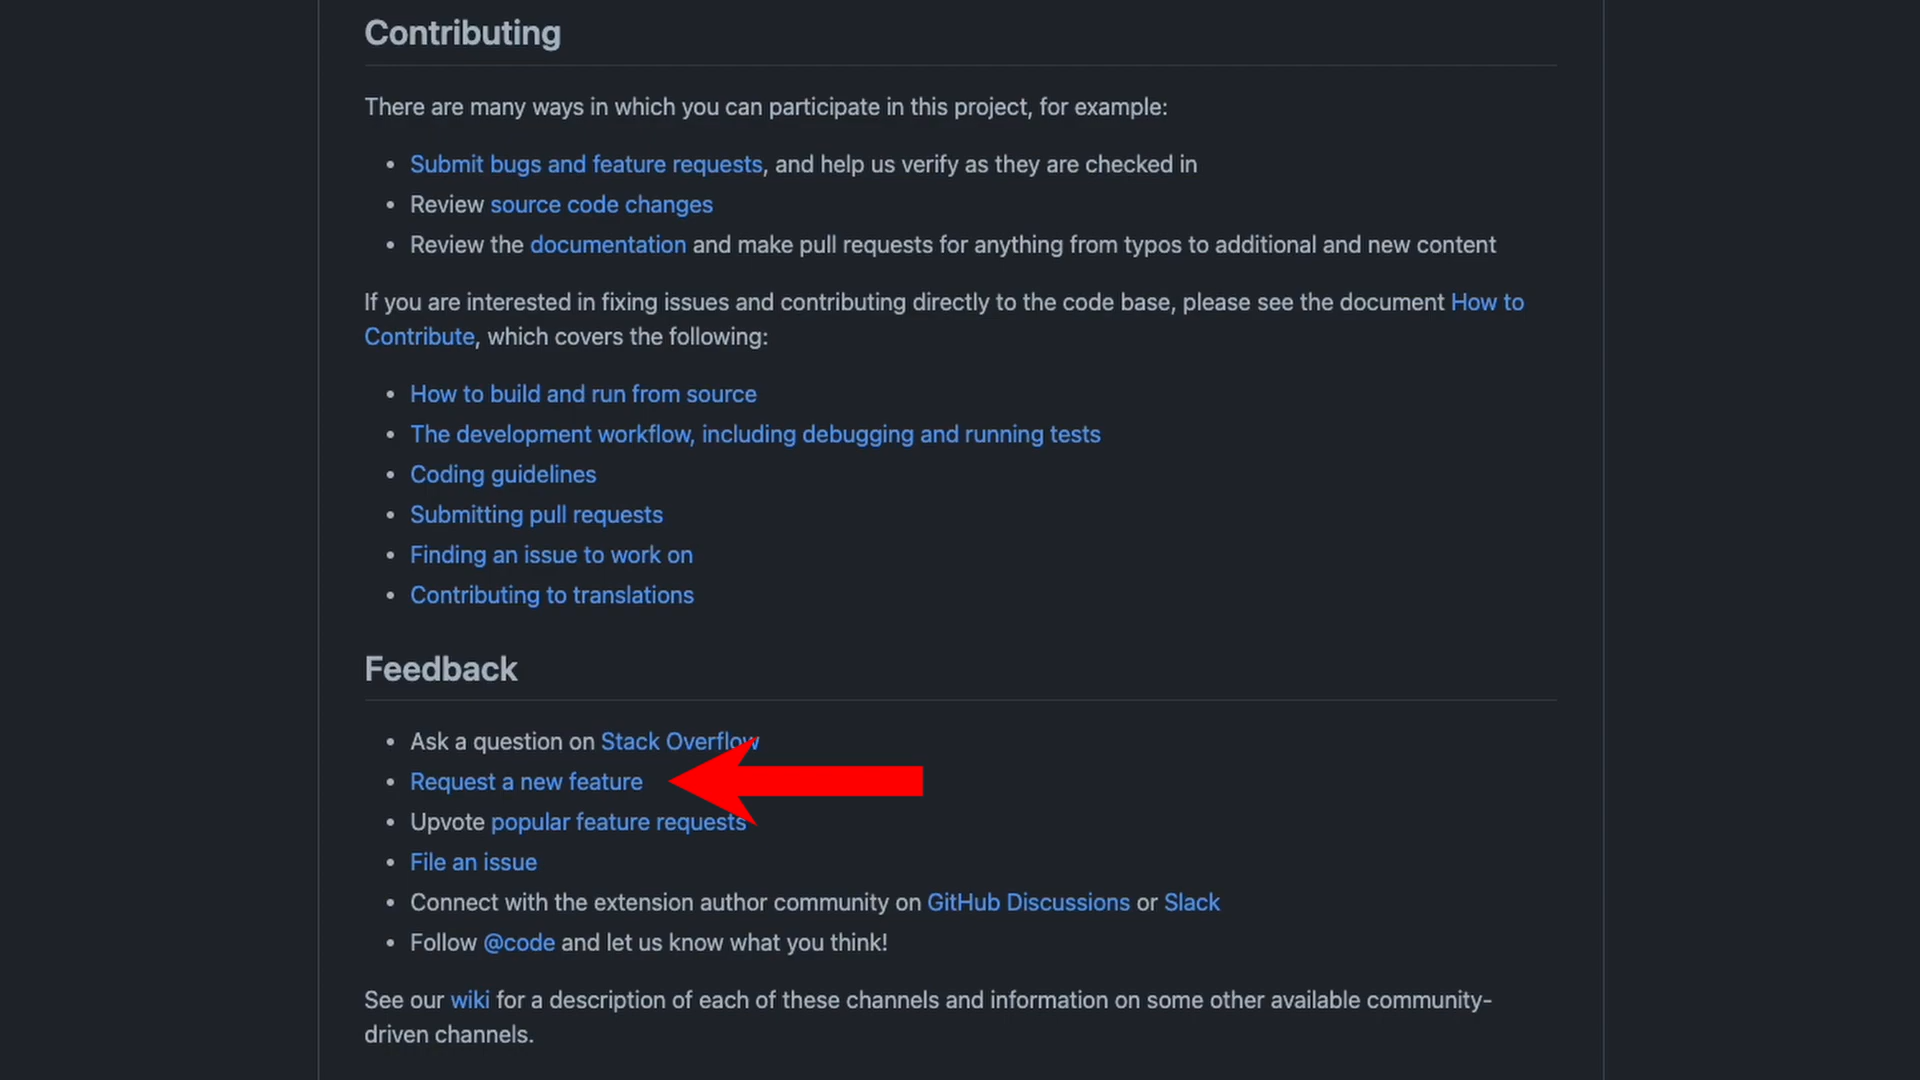 Contributing
There are many ways in which you can participate in this project, for example:
Submit bugs and feature requests, and help us verify as they are checked in
Review source code changes
Review the documentation and make pull requests for anything from typos to additional and new content
If you are interested in fixing issues and contributing directly to the code base, please see the document How to
Contribute, which covers the following:
How to build and run from source
The development workflow, including debugging and running tests
Coding guidelines
Submitting pull requests
Finding an issue to work on
Contributing to translations
Feedback
Ask a question on Stack Overflow
Request a new feature
Upvote popular feature requests
File an issue
Connect with the extension author community on GitHub Discussions or Slack
Follow @code and let us know what you think!
See our wiki for a description of each of these channels and information on some other available community-
driven channels.